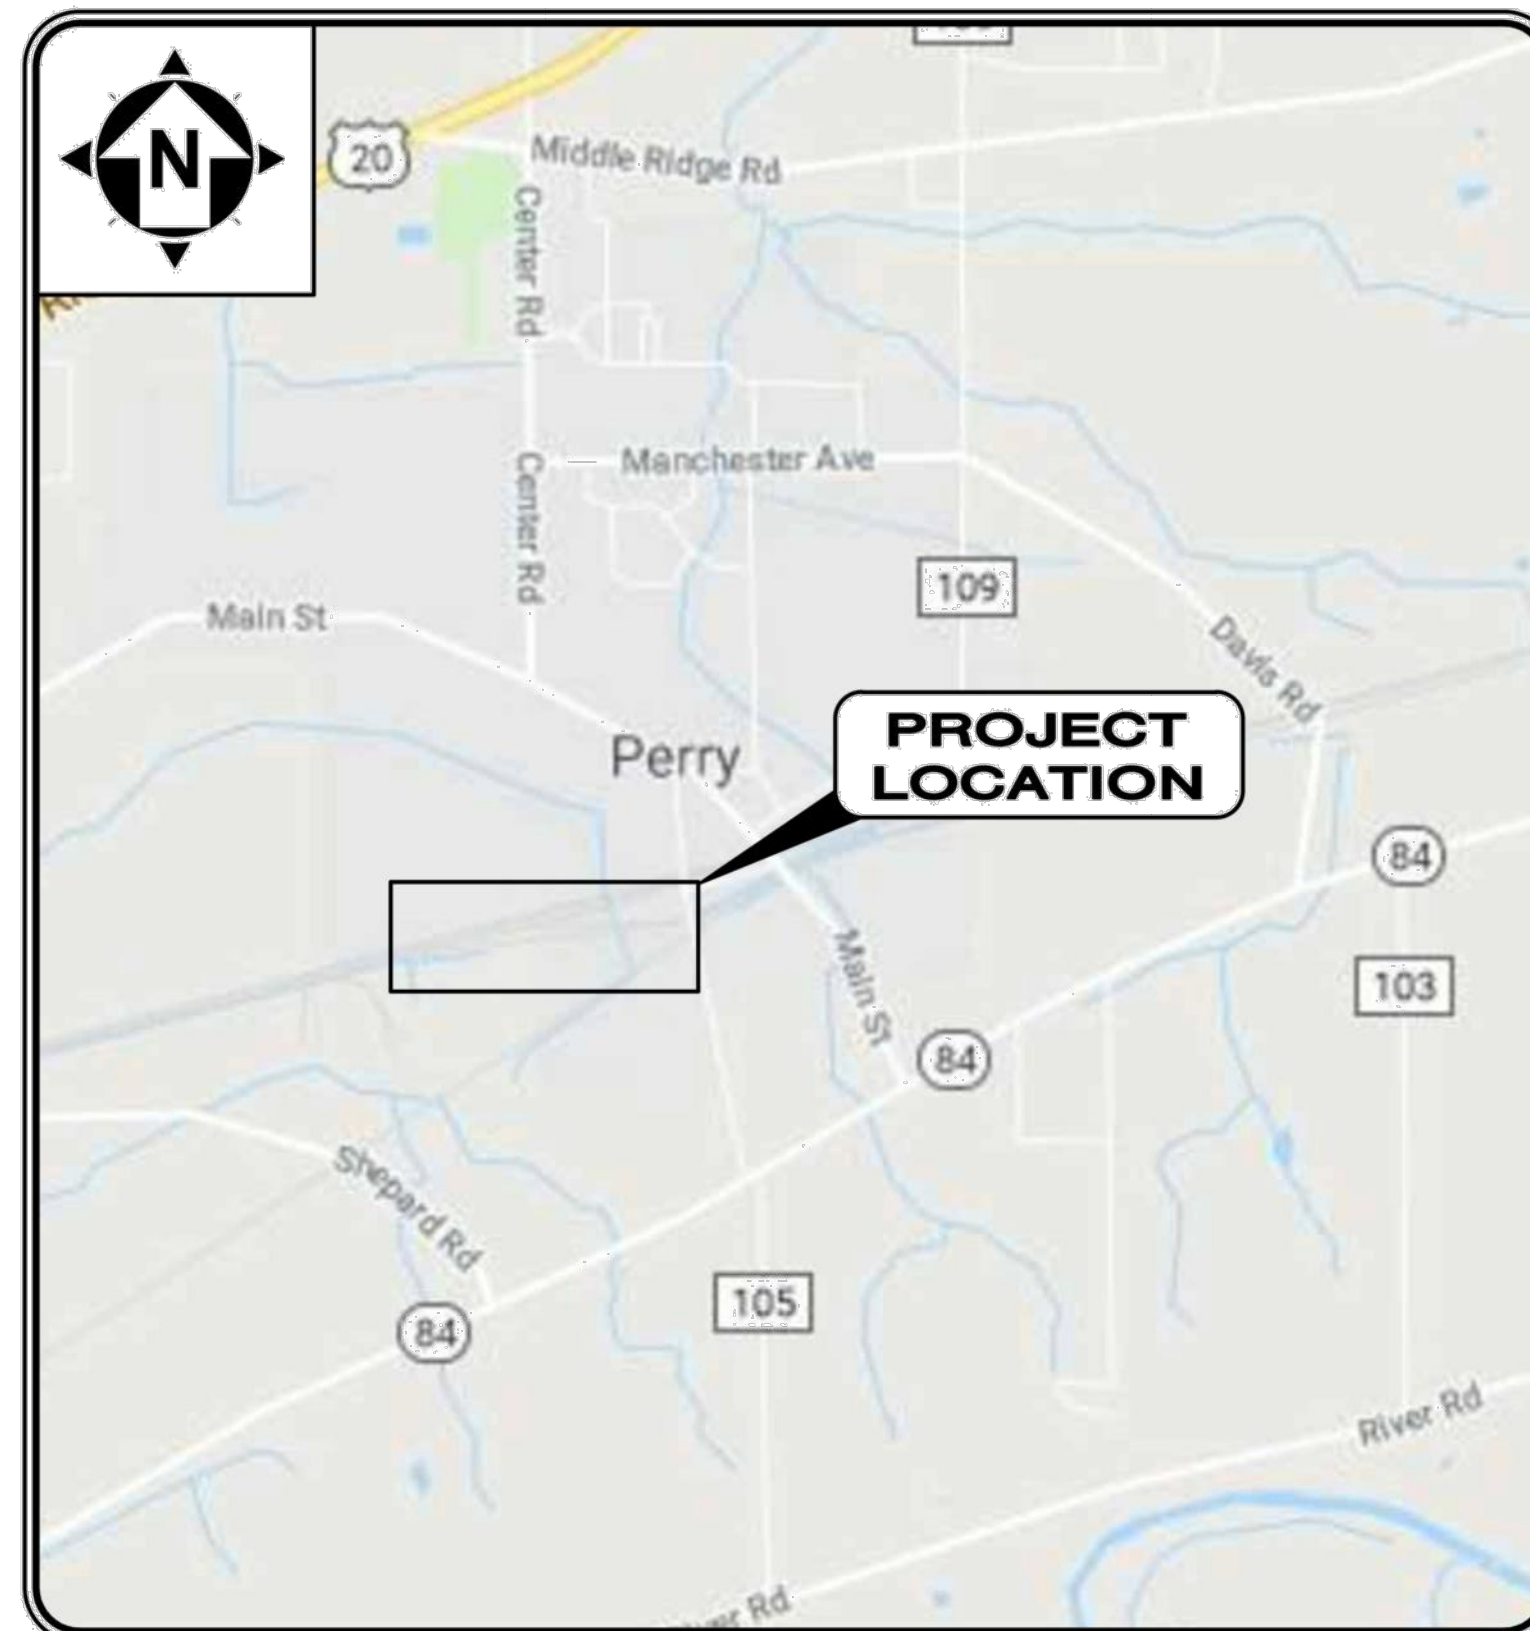 N
20
Middle Ridge Rd
Center Rd
Manchester Ave
Center Rd
109
Main St
Davis Rd
PROJECT
LOCATION
Perry
84
Main St
103
84
Shepard Rd
105
84
River Rd
Rd